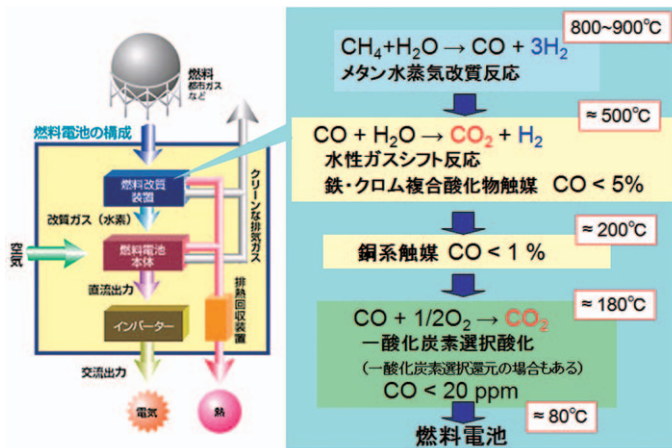 燃料
都市ガス
など
燃料電池の構成
燃料改質
装置
改質ガス(水素)
空気
燃料電池
本体
直流出力
インバーター
交流出力
電気
熱
排熱回収装置
クリーンな排気ガス
800~900℃
CH₄+H₂O → CO + 3H₂
メタン水蒸気改質反応
≈ 500℃
CO + H₂O → CO₂ + H₂
水性ガスシフト反応
鉄・クロム複合酸化物触媒 CO < 5%
≈ 200℃
銅系触媒 CO < 1 %
≈ 180℃
CO + 1/2O₂ → CO₂
一酸化炭素選択酸化
(一酸化炭素選択還元の場合もある)
CO < 20 ppm
≈ 80℃
燃料電池